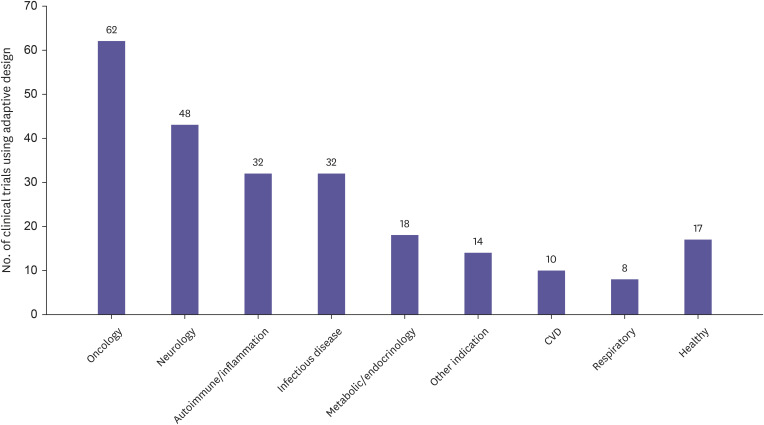 No. of clinical trials using adaptive design
70
60
50
40
30
20
10
0
62
48
32
32
18
14
10
8
17
Oncology
Neurology
Autoimmune/inflammation
Infectious disease
Metabolic/endocrinology
Other indication
CVD
Respiratory
Healthy